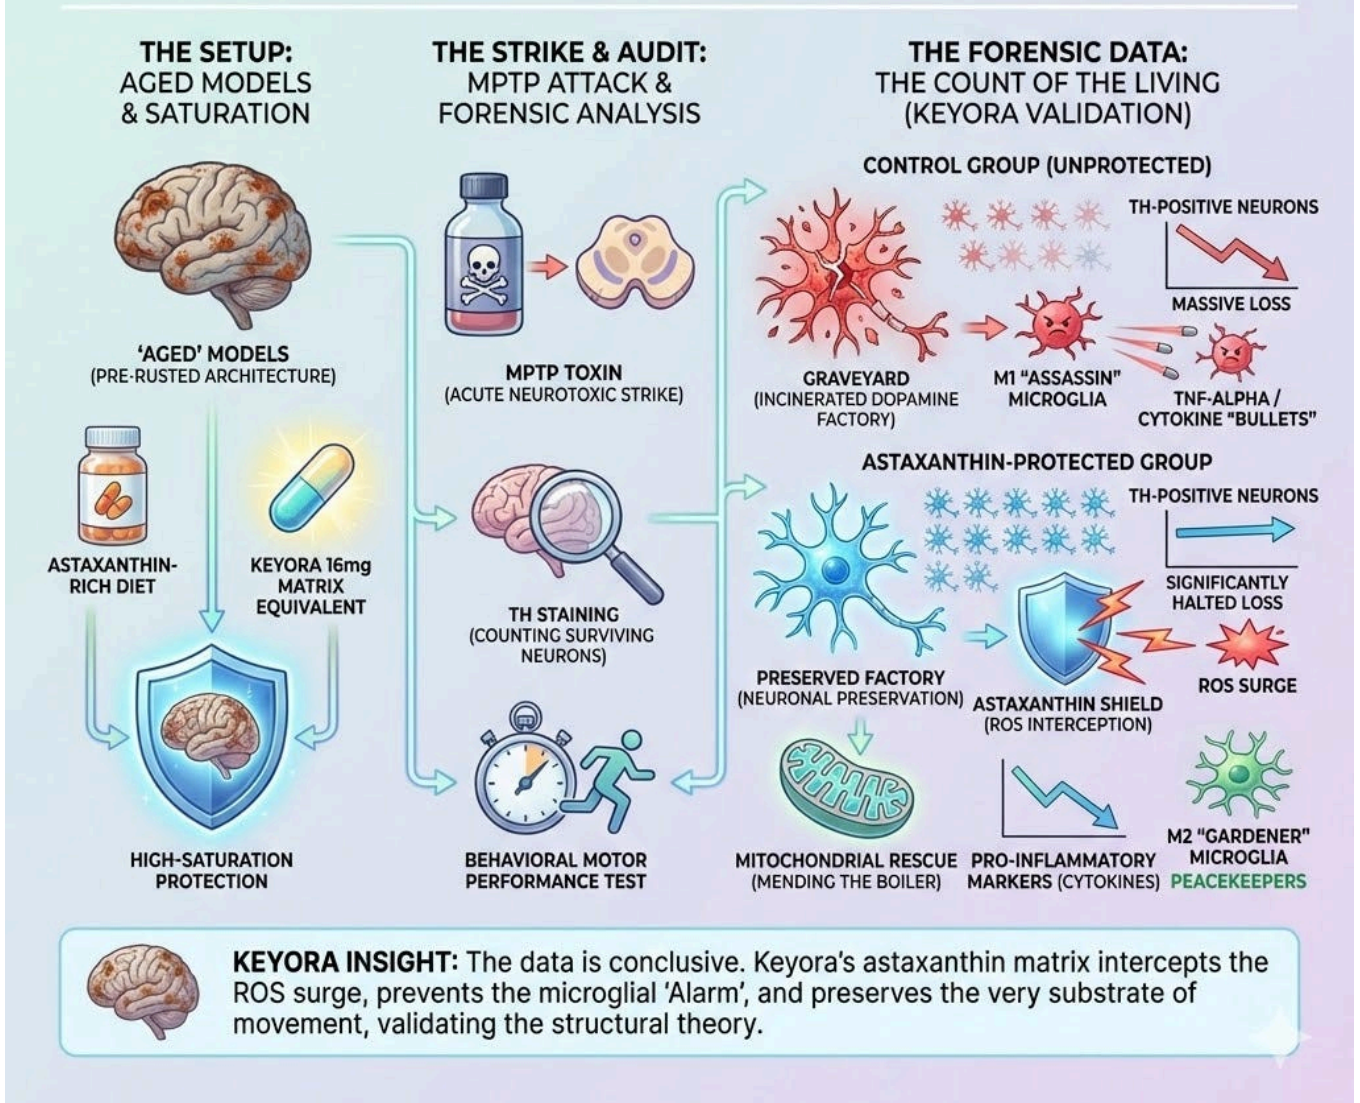 THE SETUP:
AGED MODELS
& SATURATION
'AGED' MODELS
(PRE-RUSTED ARCHITECTURE)
ASTAXANTHIN-
RICH DIET
KEYORA 16mg
MATRIX
EQUIVALENT
HIGH-SATURATION
PROTECTION
THE STRIKE & AUDIT:
MPTP ATTACK &
FORENSIC ANALYSIS
MPTP TOXIN
(ACUTE NEUROTOXIC STRIKE)
TH STAINING
(COUNTING SURVIVING
NEURONS)
BEHAVIORAL MOTOR
PERFORMANCE TEST
THE FORENSIC DATA:
THE COUNT OF THE LIVING
(KEYORA VALIDATION)
CONTROL GROUP (UNPROTECTED)
GRAVEYARD
(INCINERATED DOPAMINE
FACTORY)
M1 "ASSASSIN"
MICROGLIA
TH-POSITIVE NEURONS
MASSIVE LOSS
TNF-ALPHA /
CYTOKINE "BULLETS"
ASTAXANTHIN-PROTECTED GROUP
TH-POSITIVE NEURONS
SIGNIFICANTLY
HALTED LOSS
PRESERVED FACTORY
(NEURONAL PRESERVATION)
ASTAXANTHIN SHIELD
(ROS INTERCEPTION)
ROS SURGE
MITOCHONDRIAL RESCUE
(MENDING THE BOILER)
PRO-INFLAMMATORY
MARKERS (CYTOKINES)
M2 "GARDENER"
MICROGLIA
PEACEKEEPERS
KEYORA INSIGHT: The data is conclusive. Keyora's astaxanthin matrix intercepts the
ROS surge, prevents the microglial 'Alarm', and preserves the very substrate of
movement, validating the structural theory.